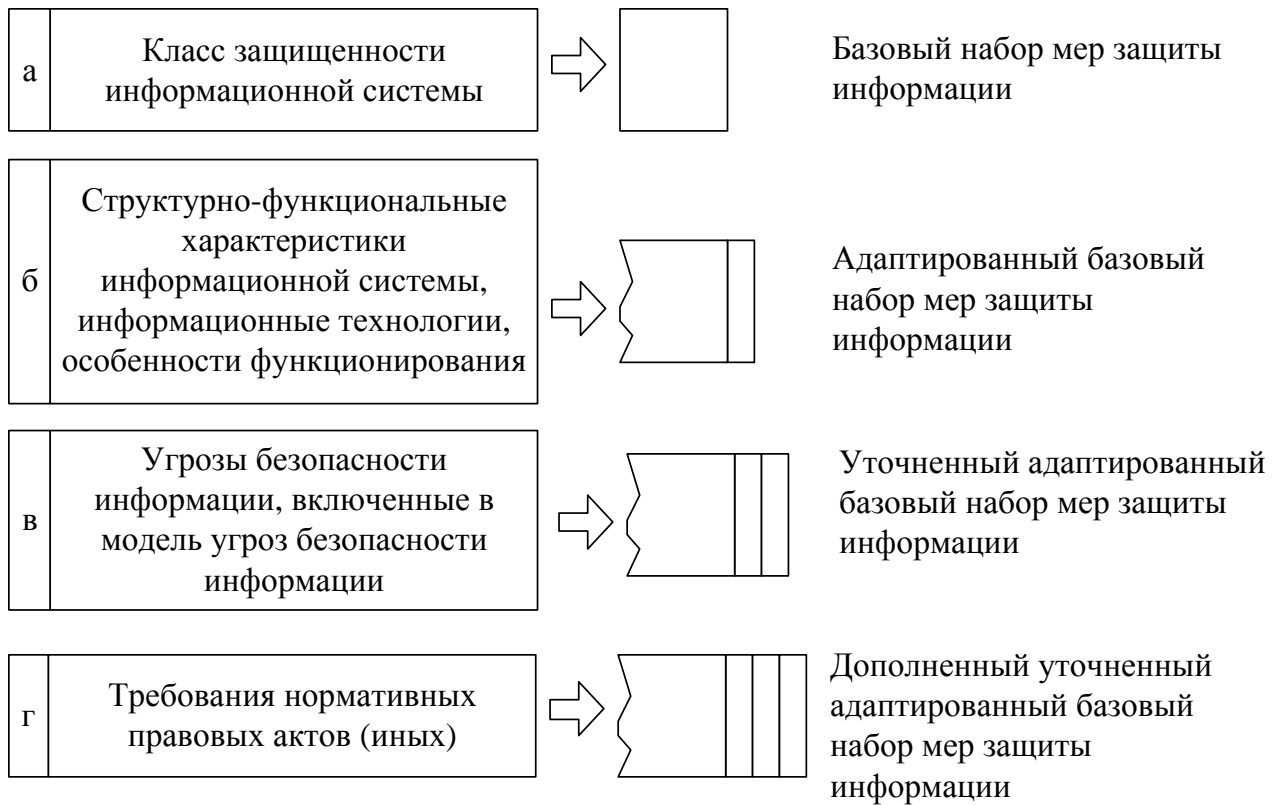 а
Класс защищенности
информационной системы
Базовый набор мер защиты
информации
б
Структурно-функциональные
характеристики
информационной системы,
информационные технологии,
особенности функционирования
Адаптированный базовый
набор мер защиты
информации
в
Угрозы безопасности
информации, включенные в
модель угроз безопасности
информации
Уточненный адаптированный
базовый набор мер защиты
информации
г
Требования нормативных
правовых актов (иных)
Дополненный уточненный
адаптированный базовый
набор мер защиты
информации